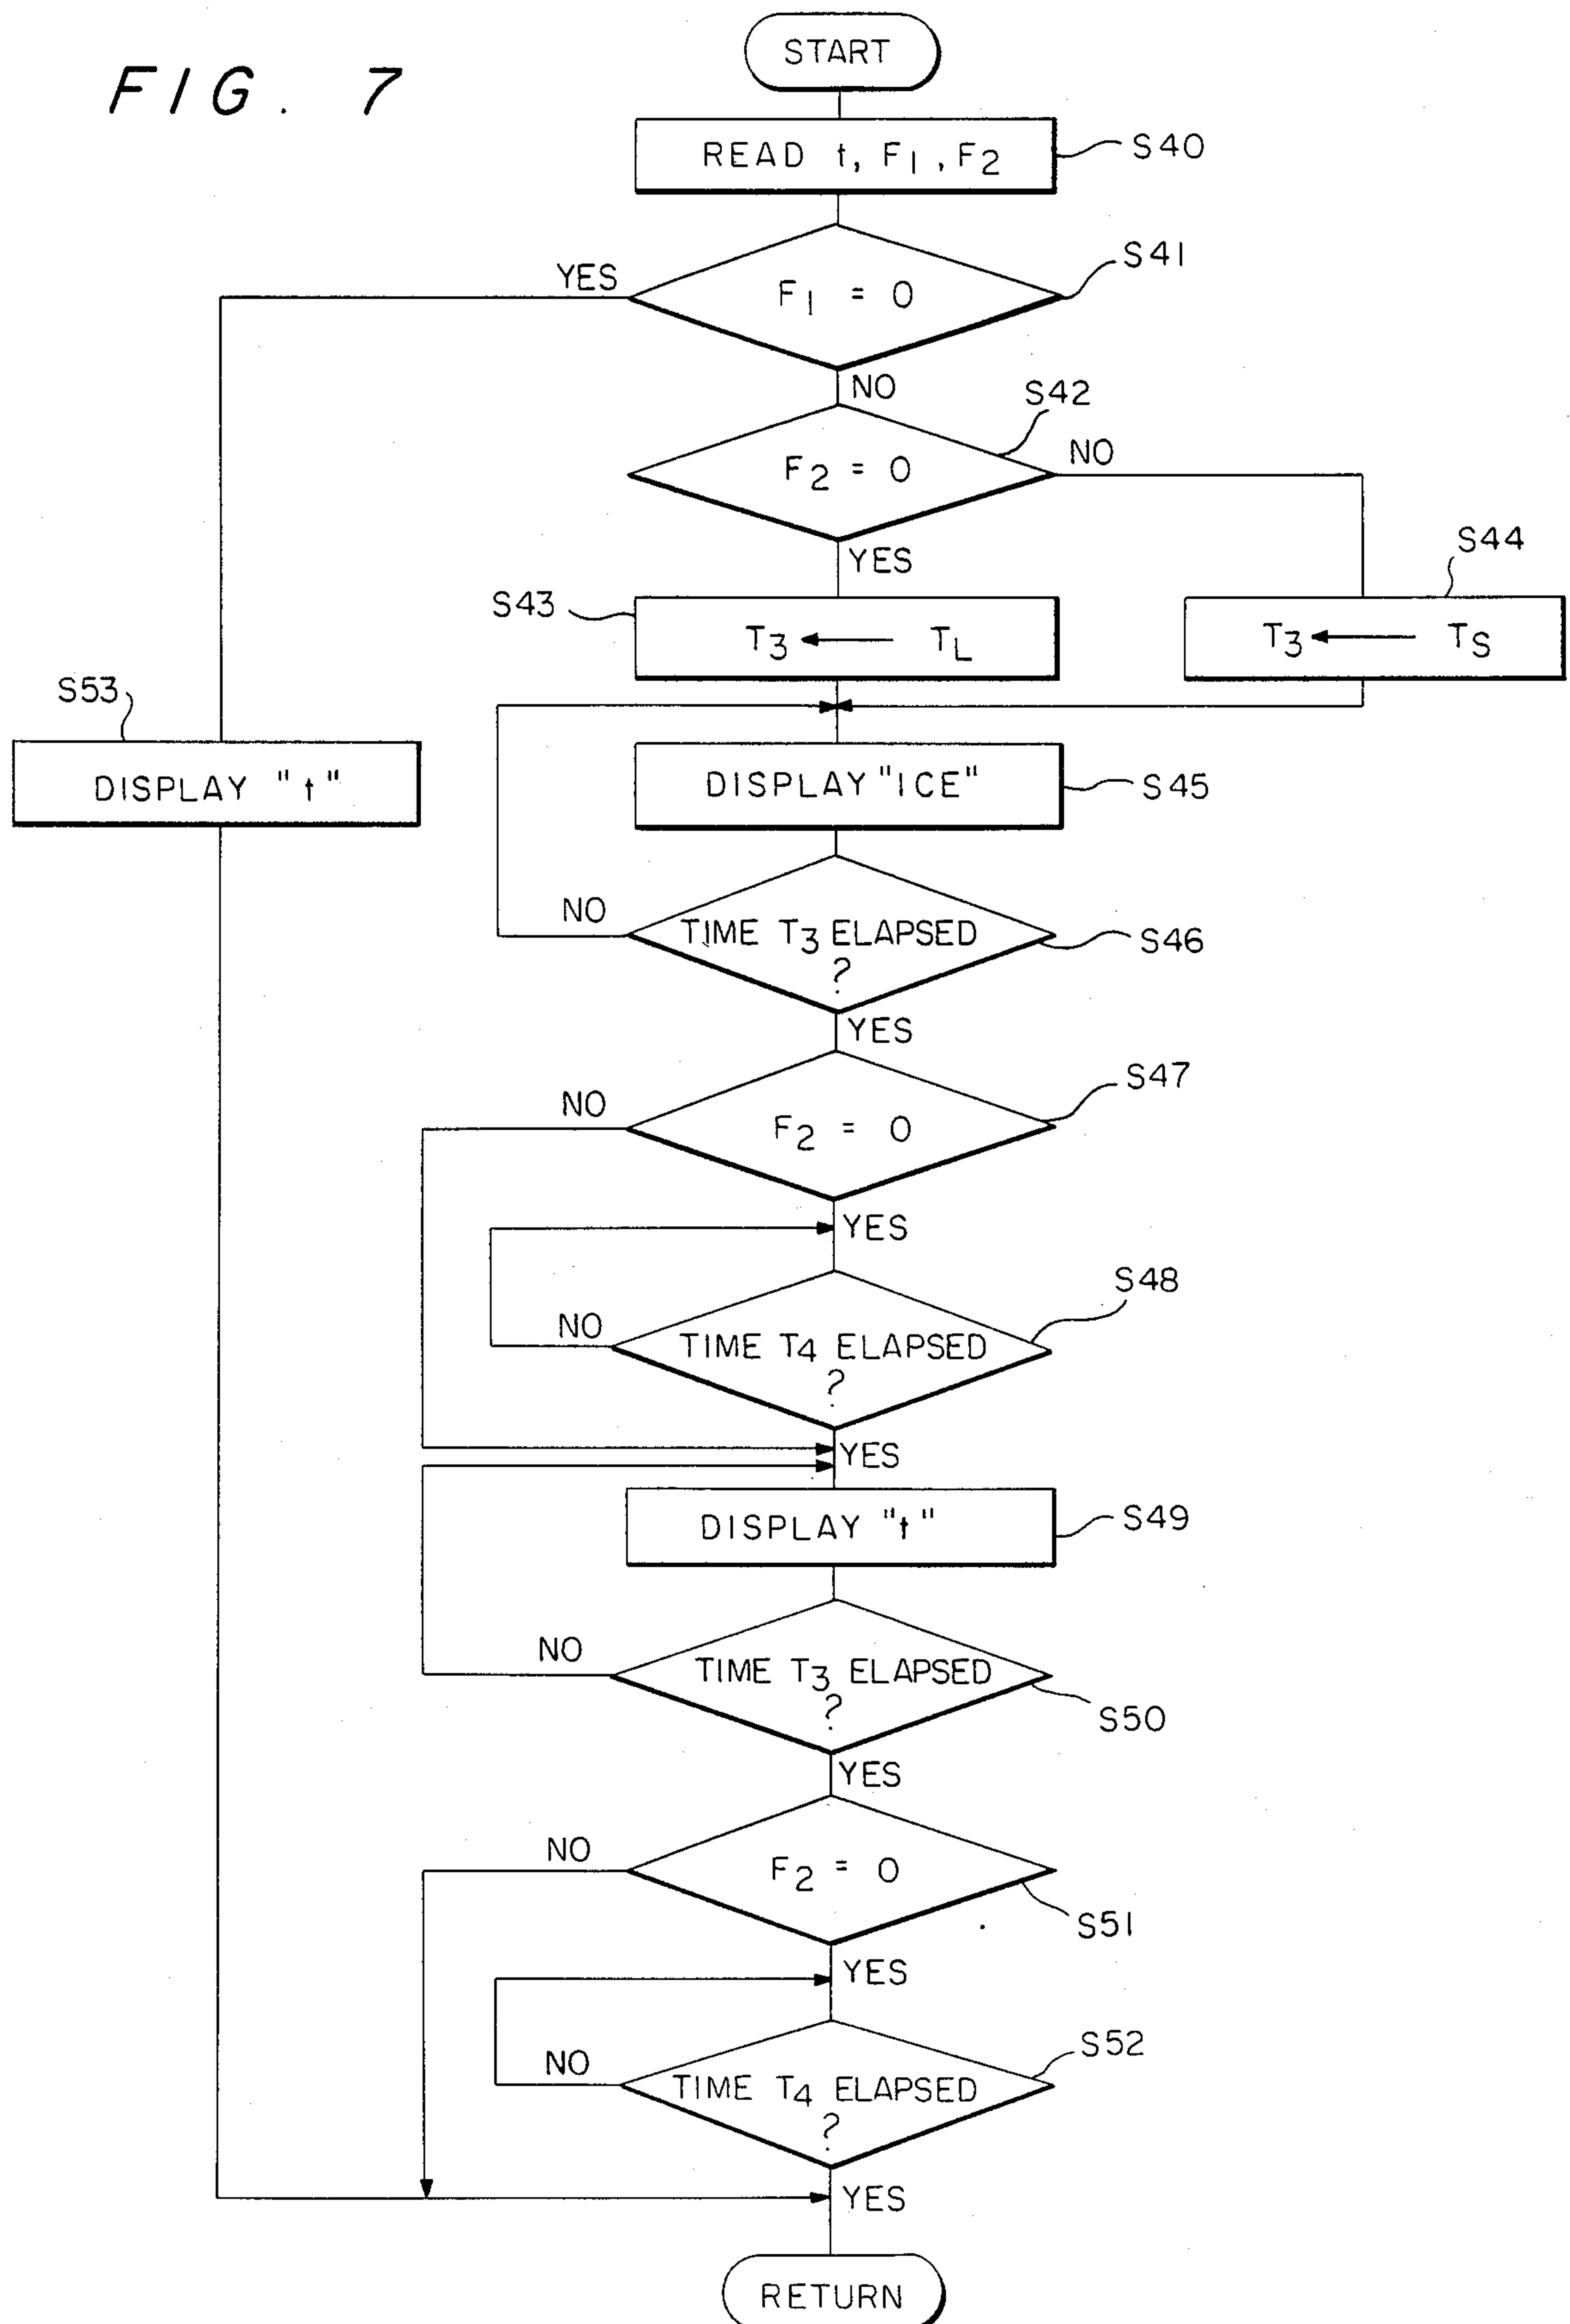 FIG. 7
START
READ t, F1, F2
S40
F1 = 0
S41
YES
NO
F2 = 0
S42
NO
YES
S43
T3 ← TL
S44
T3 ← TS
S53
DISPLAY "t"
DISPLAY "ICE"
S45
TIME T3 ELAPSED
?
S46
NO
YES
F2 = 0
S47
NO
YES
TIME T4 ELAPSED
?
S48
NO
YES
DISPLAY "t"
S49
TIME T3 ELAPSED
?
S50
NO
YES
F2 = 0
S51
NO
YES
TIME T4 ELAPSED
?
S52
NO
YES
RETURN